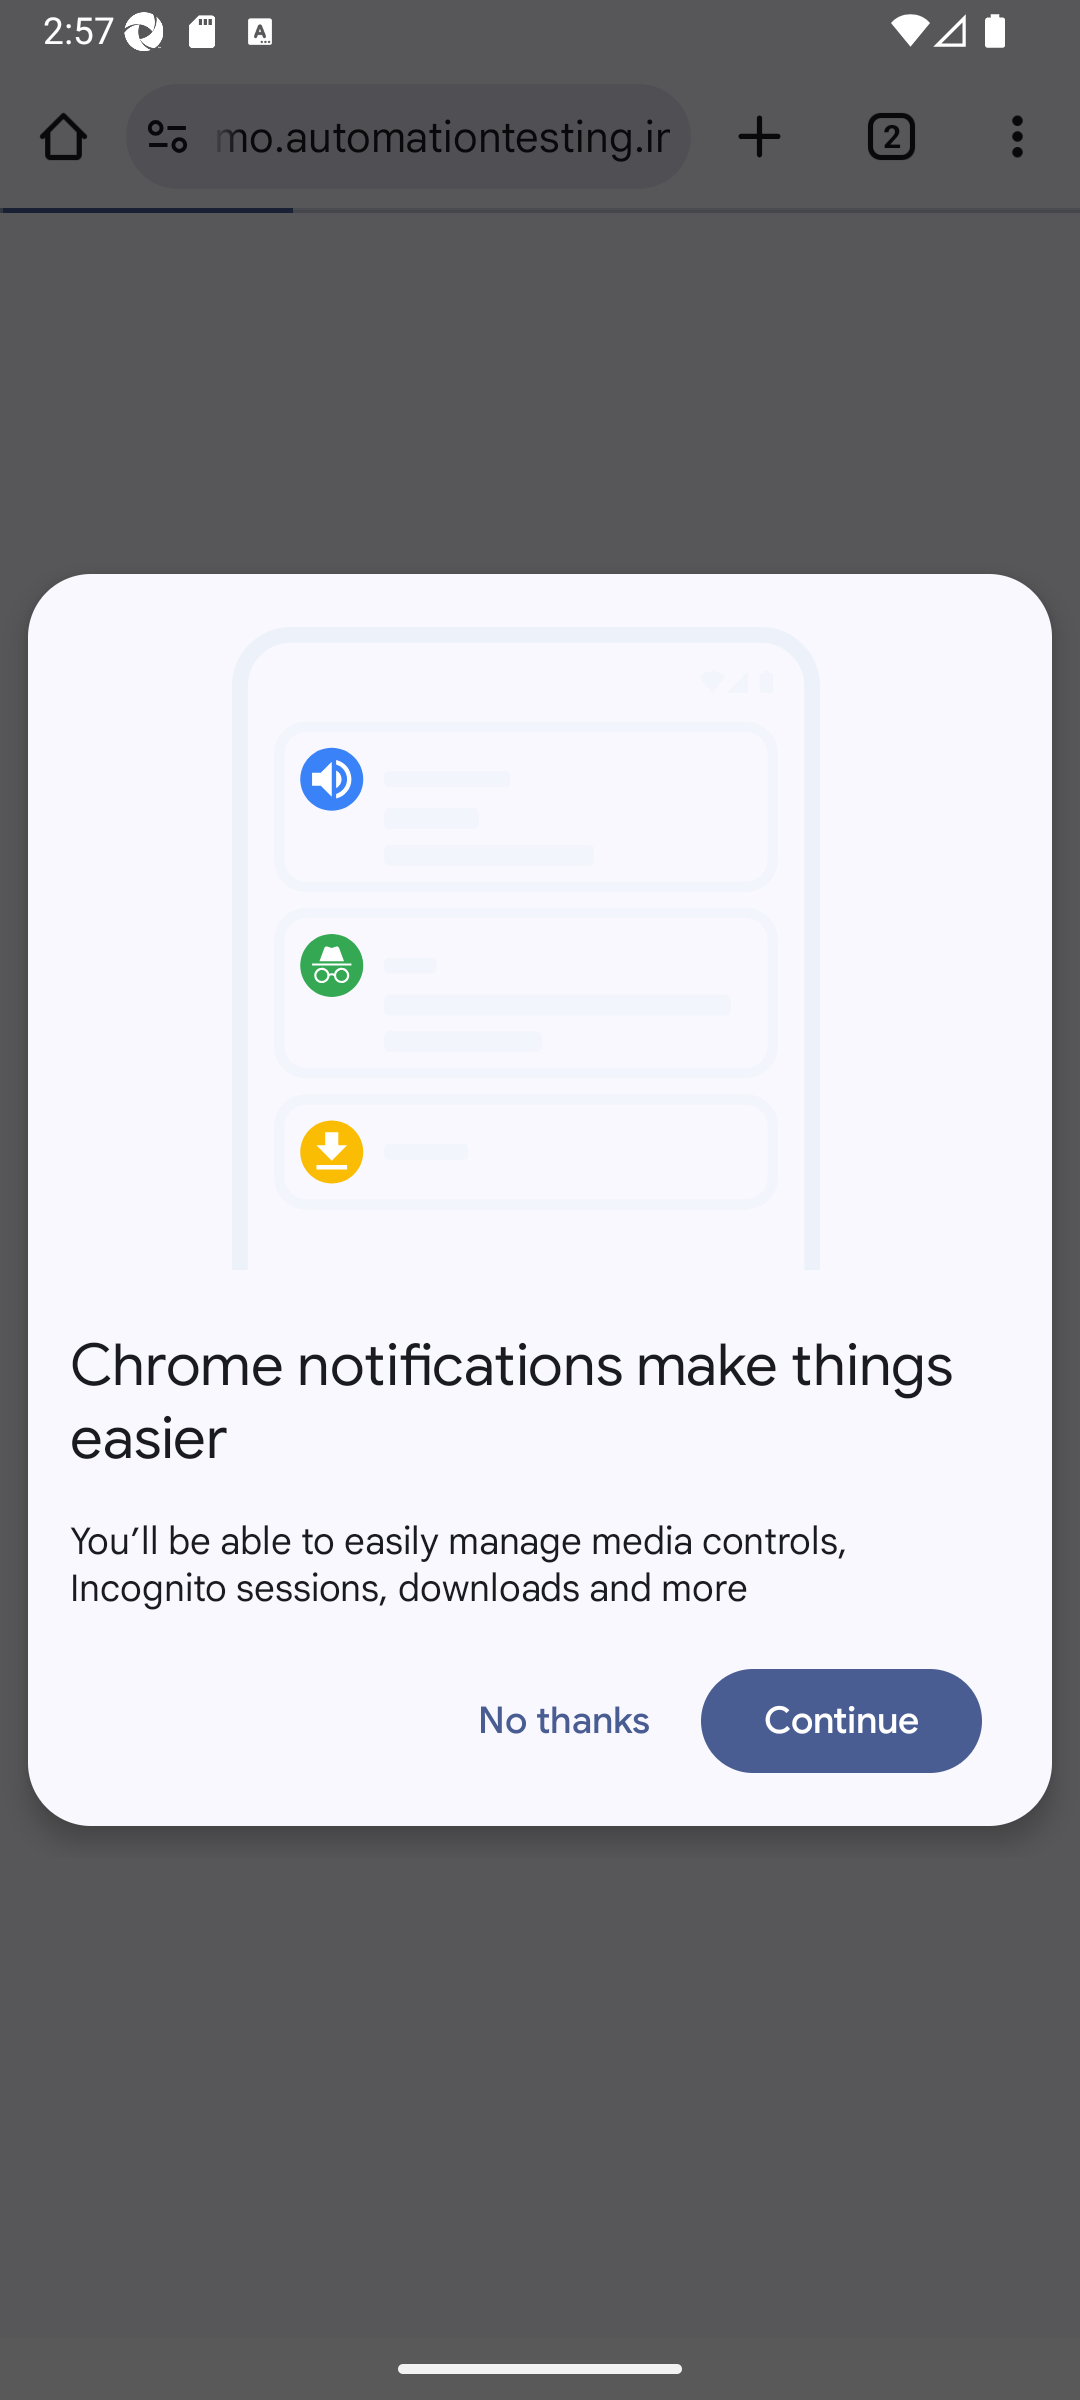 2:57
mo.automationtesting.ir
2
Chrome notifications make things
easier
You’ll be able to easily manage media controls,
Incognito sessions, downloads and more
No thanks
Continue